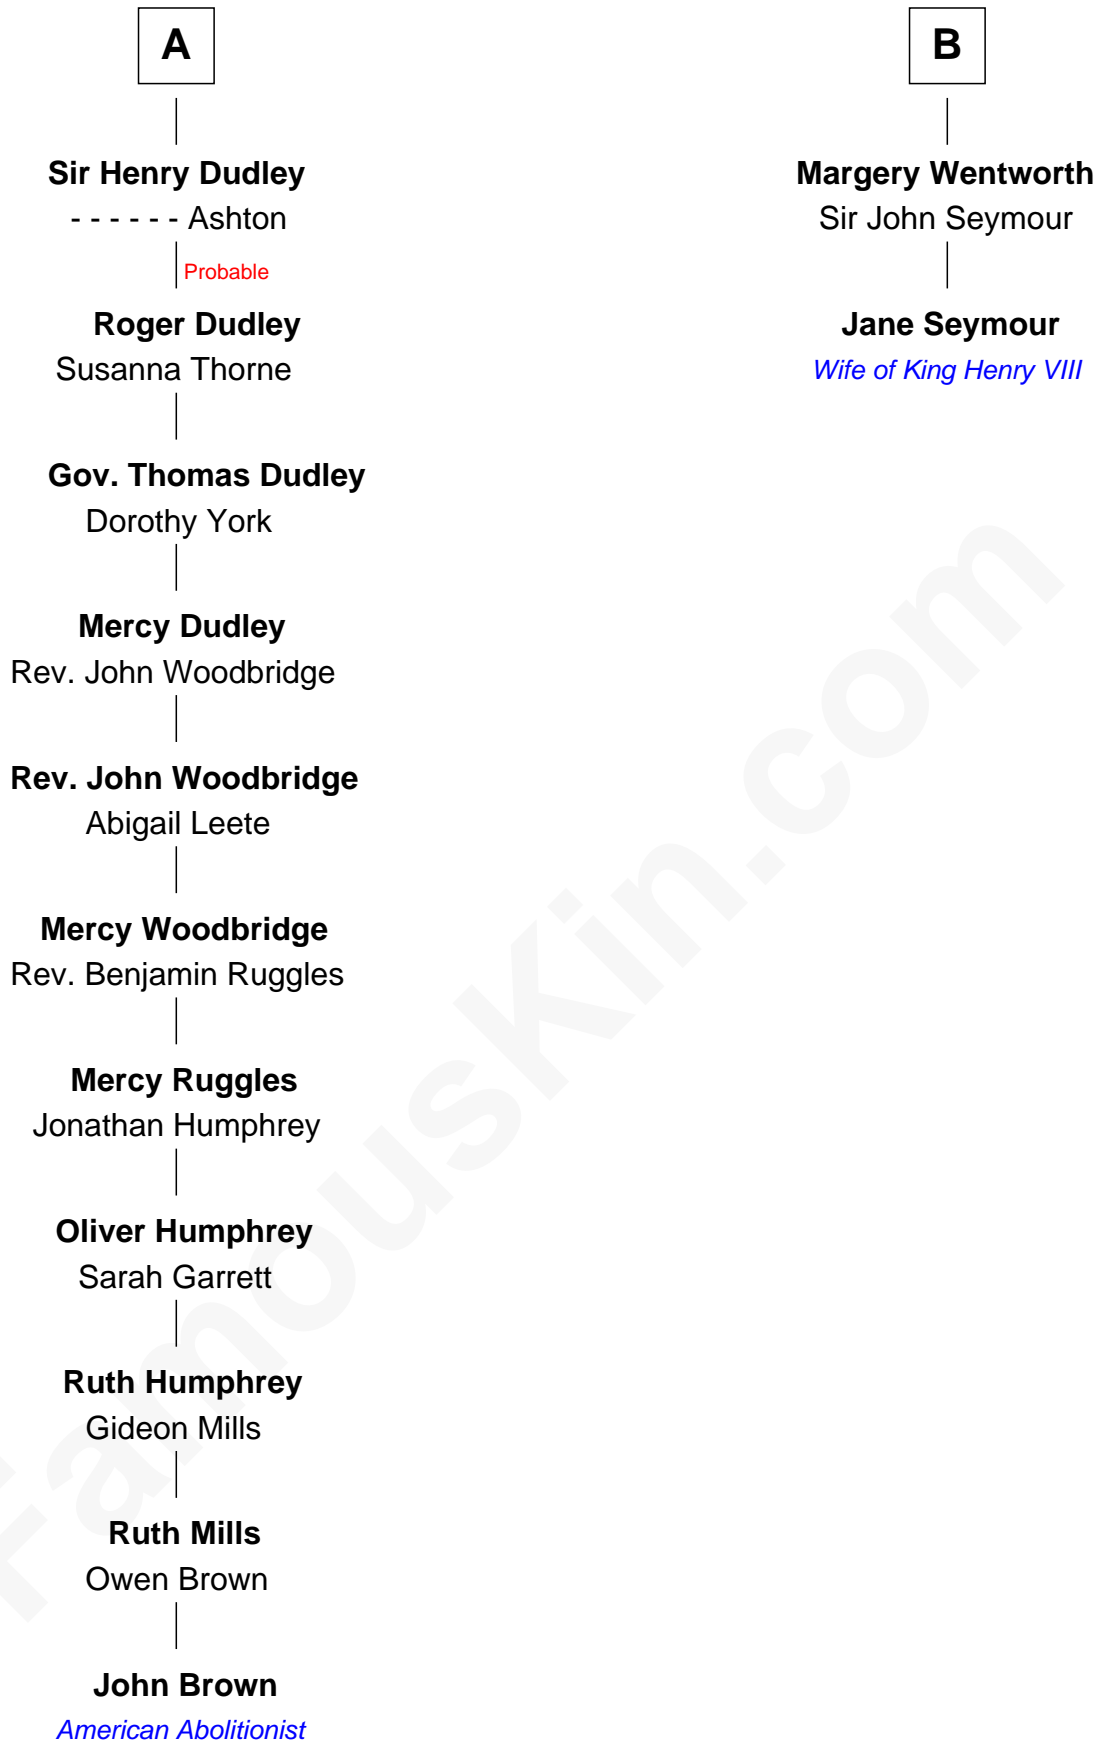 A
Sir Henry Dudley
- - - - - - Ashton
Probable
Roger Dudley
Susanna Thorne
Gov. Thomas Dudley
Dorothy York
Mercy Dudley
Rev. John Woodbridge
Rev. John Woodbridge
Abigail Leete
Mercy Woodbridge
Rev. Benjamin Ruggles
Mercy Ruggles
Jonathan Humphrey
Oliver Humphrey
Sarah Garrett
Ruth Humphrey
Gideon Mills
Ruth Mills
Owen Brown
John Brown
American Abolitionist
B
Margery Wentworth
Sir John Seymour
Jane Seymour
Wife of King Henry VIII
FamousKin.com